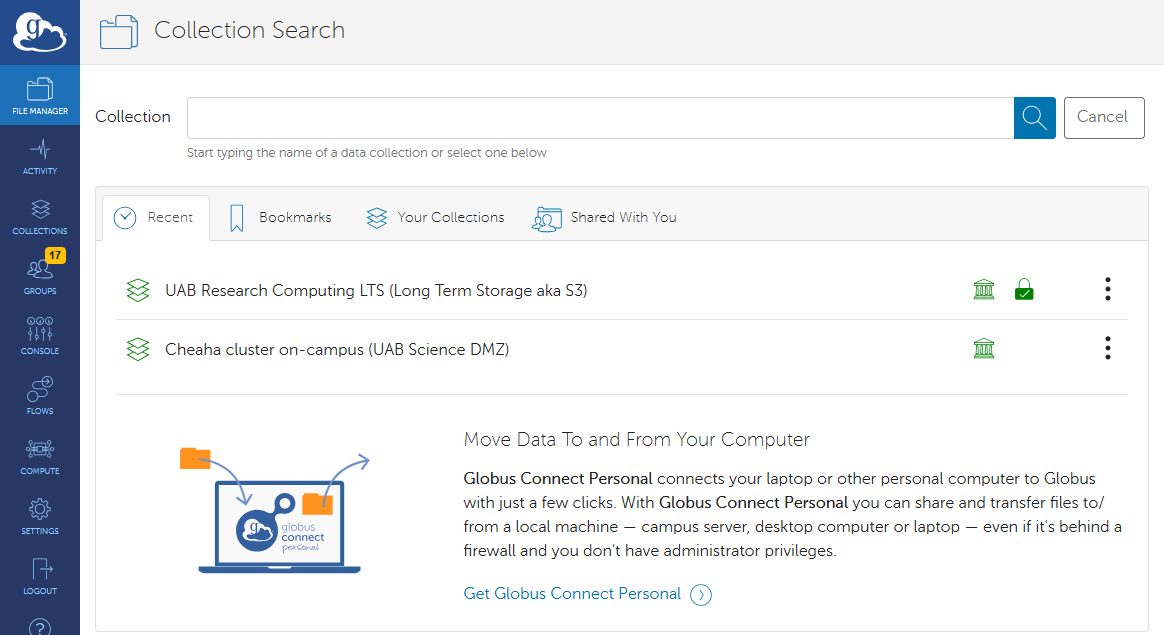 g
Collection Search
FILE MANAGER
ACTIVITY
COLLECTIONS
17
GROUPS
CONSOLE
FLOWS
COMPUTE
SETTINGS
LOGOUT
?
Collection
Cancel
Start typing the name of a data collection or select one below
Recent
Bookmarks
Your Collections
Shared With You
UAB Research Computing LTS (Long Term Storage aka S3)
Cheaha cluster on-campus (UAB Science DMZ)
g
globus
connect
personal
Move Data To and From Your Computer
Globus Connect Personal connects your laptop or other personal computer to Globus
with just a few clicks. With Globus Connect Personal you can share and transfer files to/
from a local machine — campus server, desktop computer or laptop — even if it's behind a
firewall and you don't have administrator privileges.
Get Globus Connect Personal